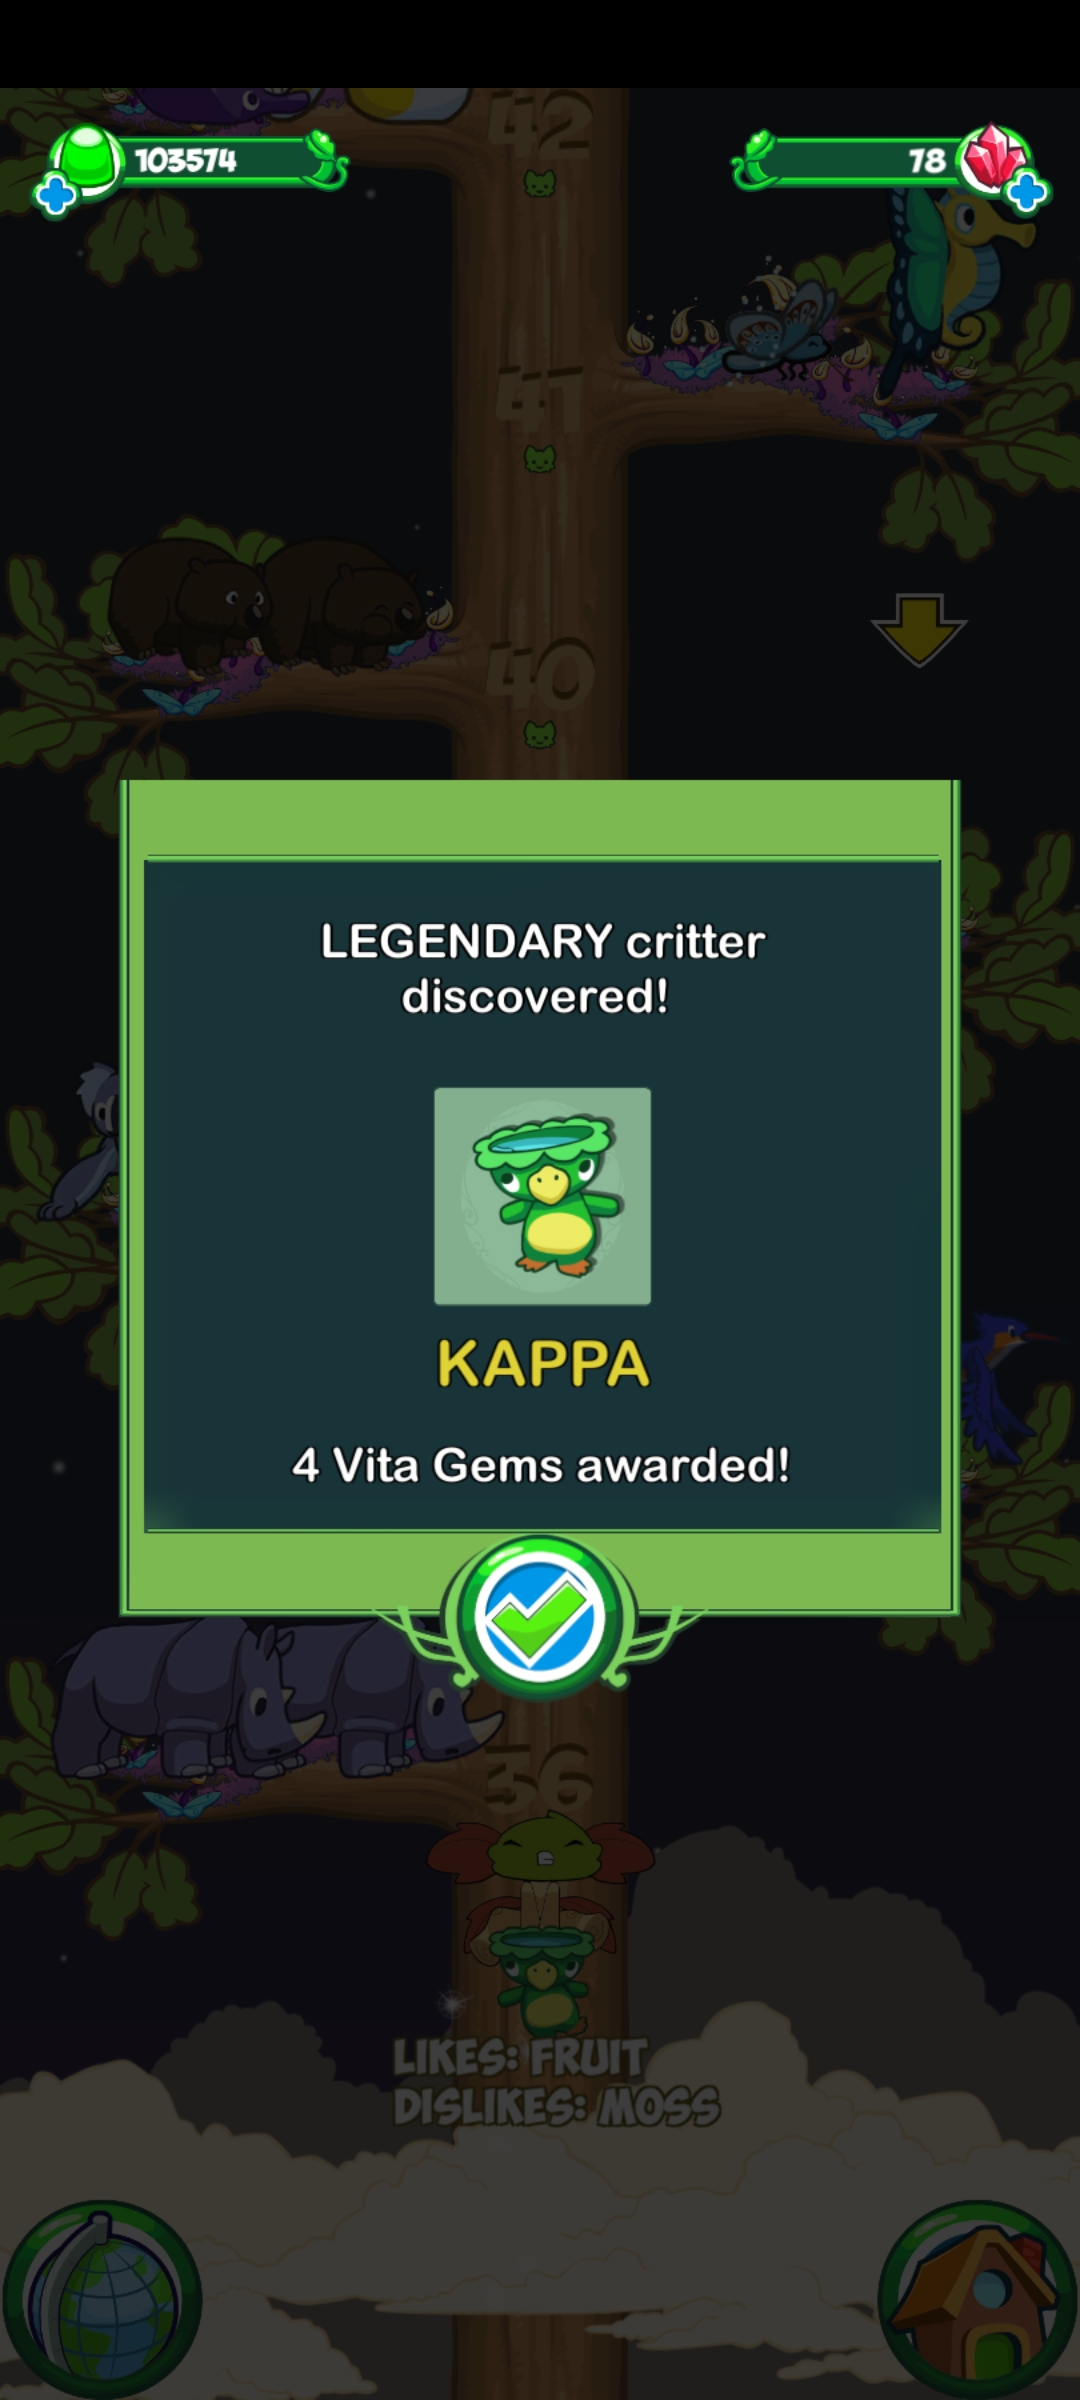 42
103574
78
41
40
LEGENDARY critter
discovered!
KAPPA
4 Vita Gems awarded!
36
LIKES: FRUIT
DISLIKES: MOSS